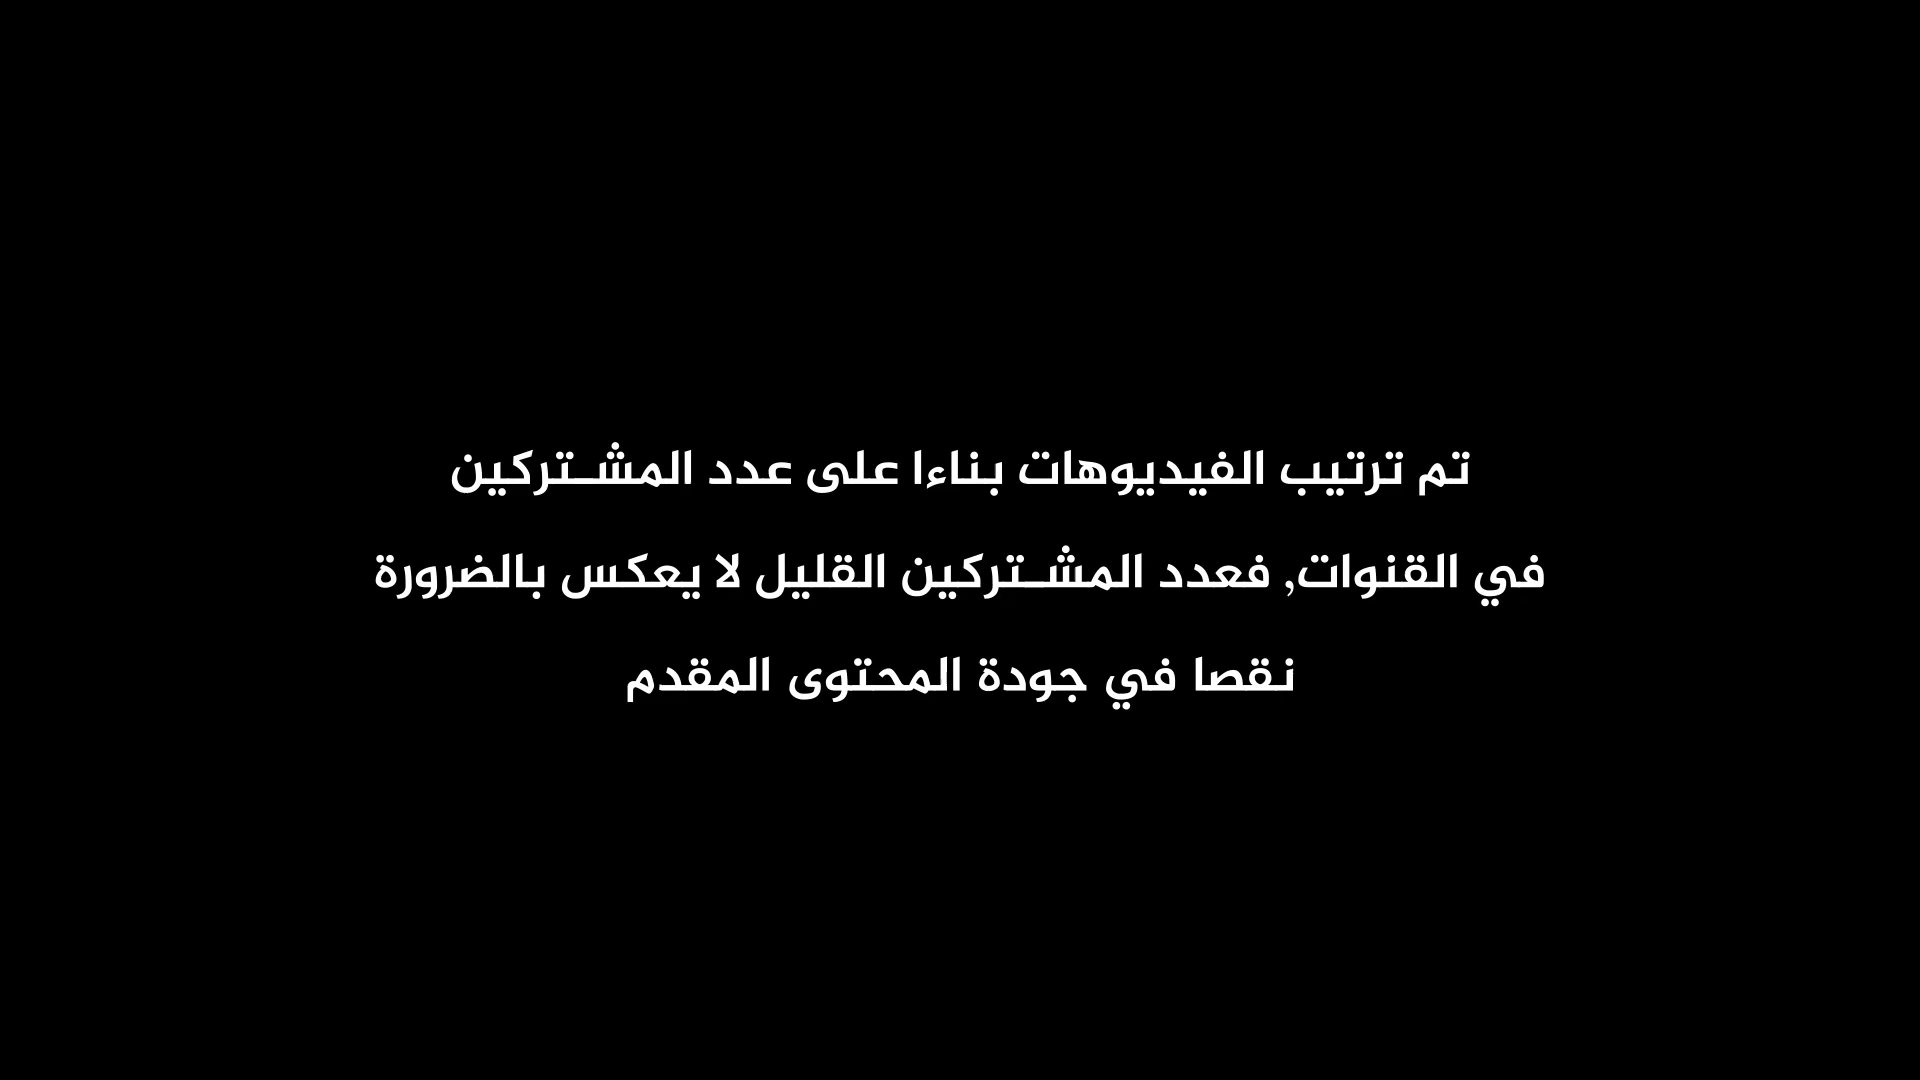 تم ترتيب الفيديوهات بناءا على عدد المشـتركين
في القنوات, فعدد المشـتركين القليل لا يعكس بالضرورة
نقصا في جودة المحتوى المقدم